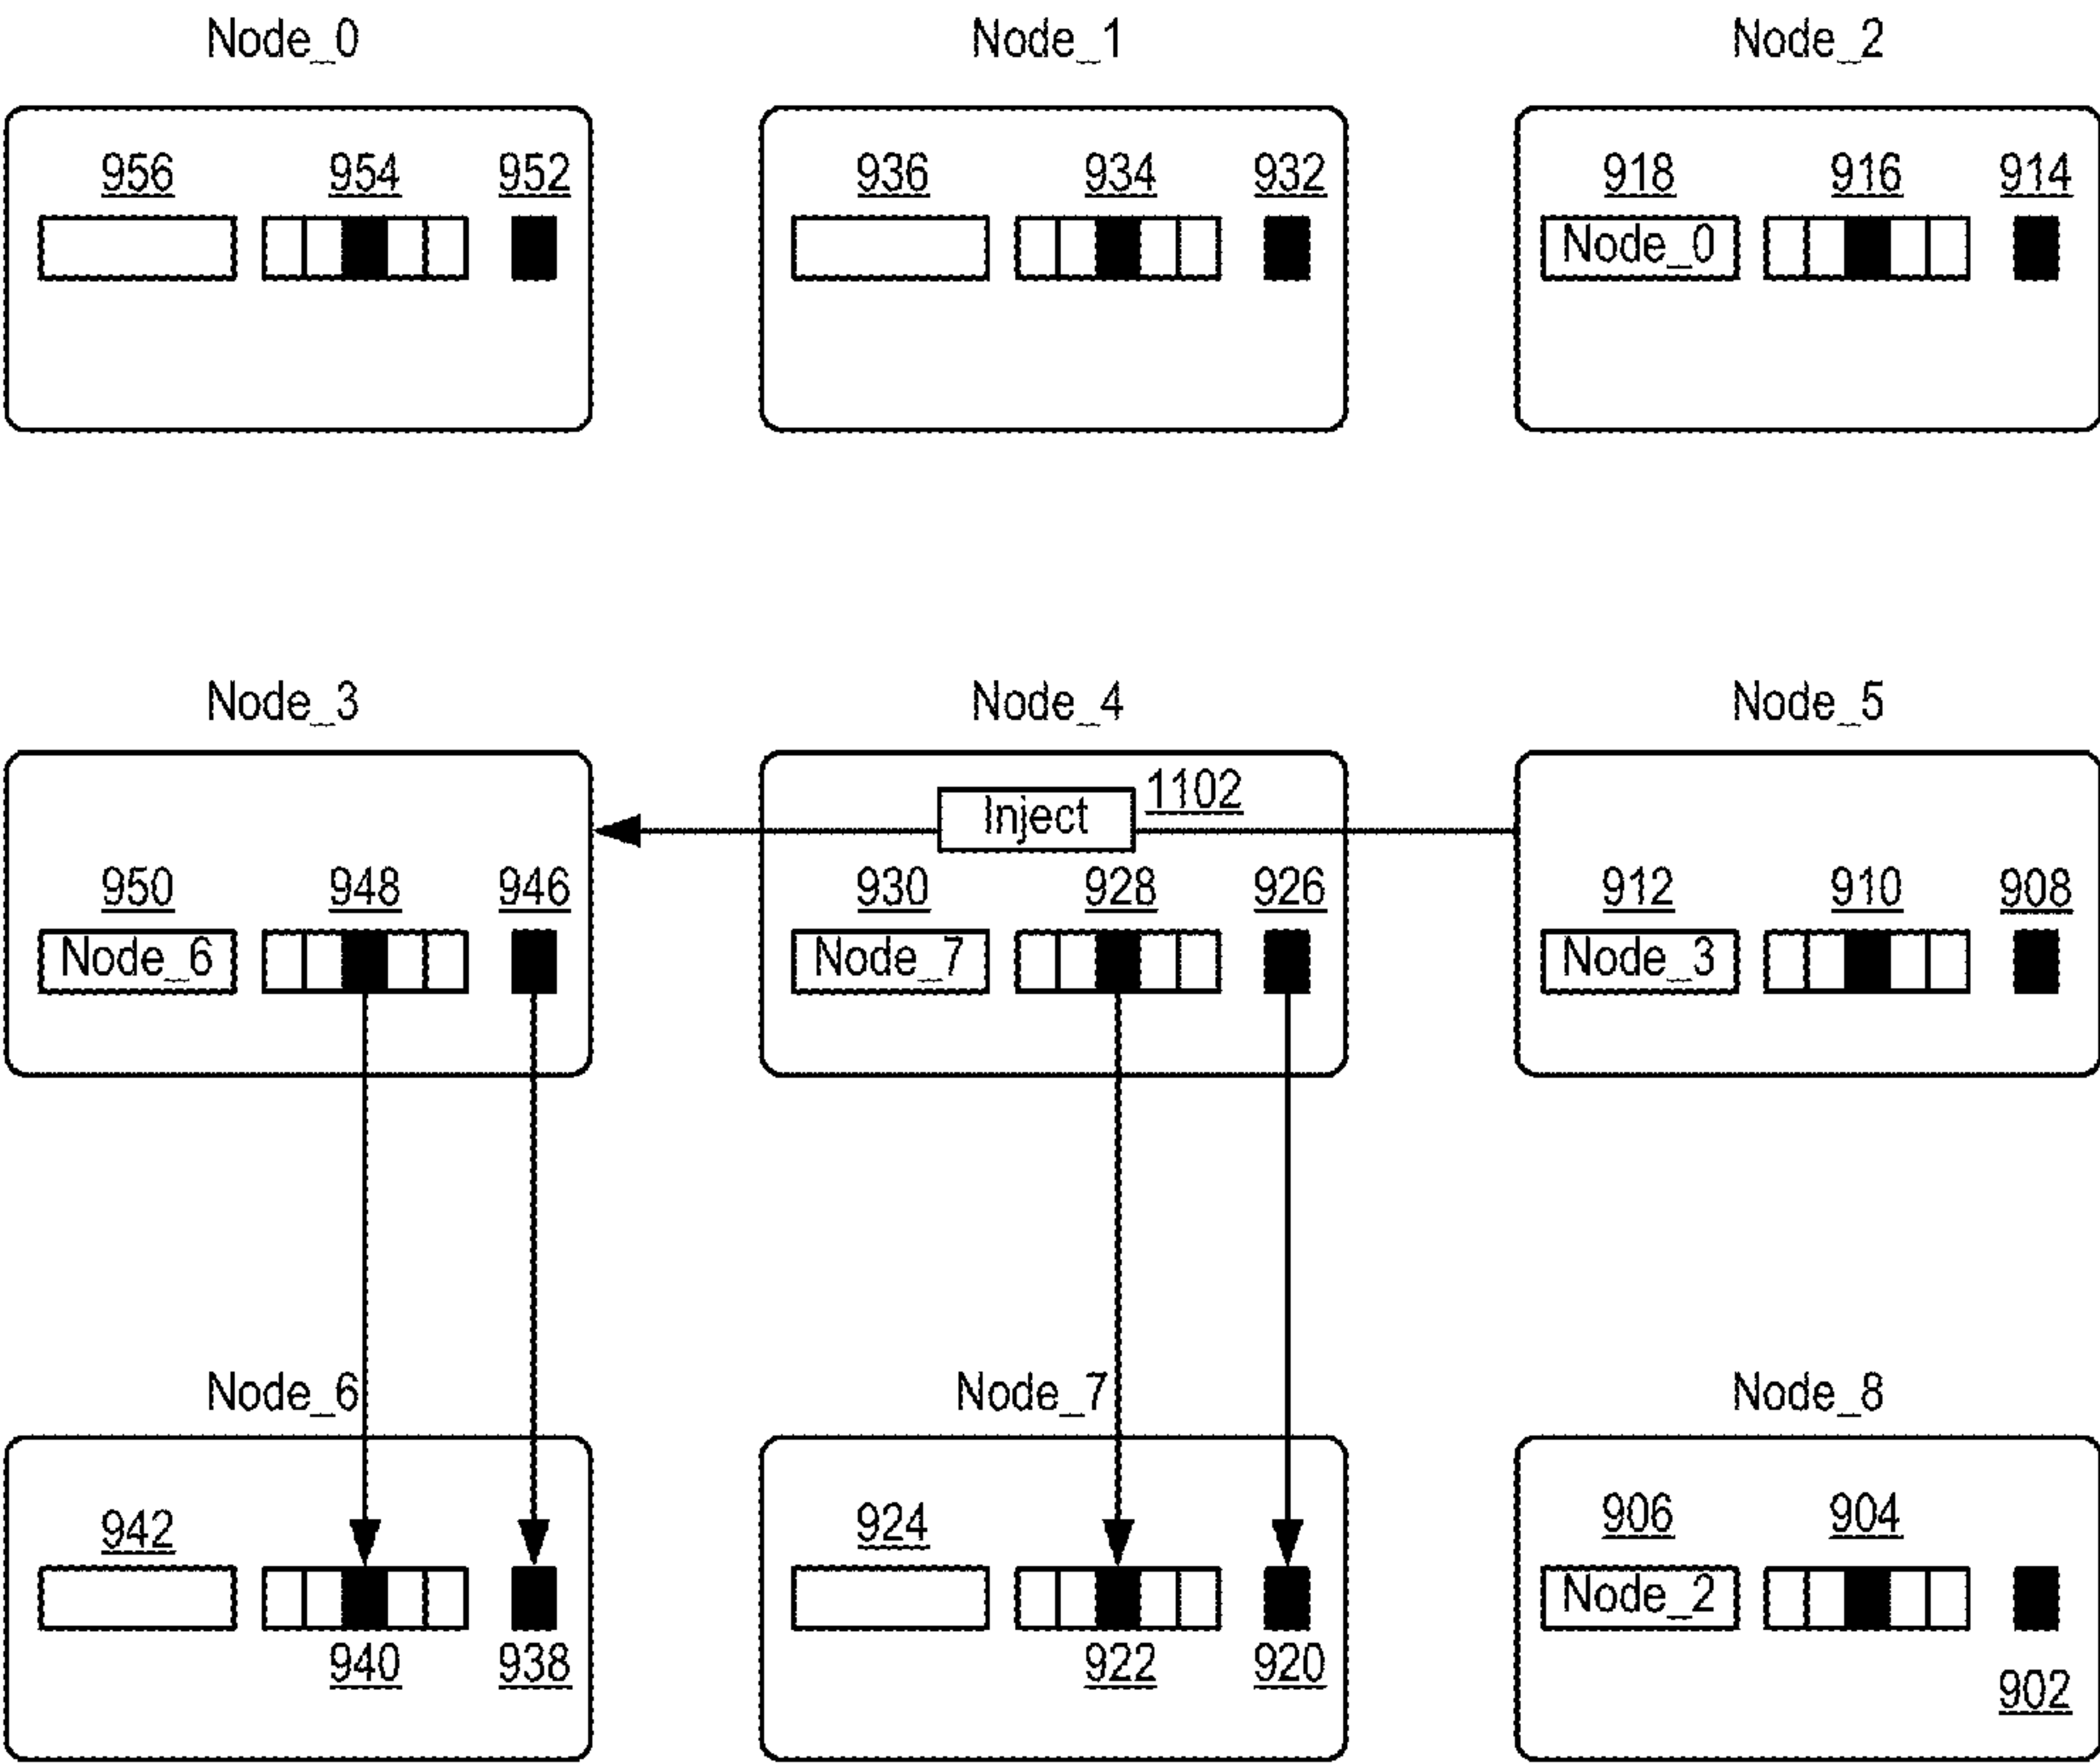 Node_0 Node_1 Node_2
956 954 952 936 934 932 918 916 914
Node_0
Node_3 Node_4 Node_5
Inject 1102
950 948 946 930 928 926 912 910 908
Node_6 Node_7 Node_3
Node_6 Node_7 Node_8
942 924 906 904
Node_2
940 938 922 920 902